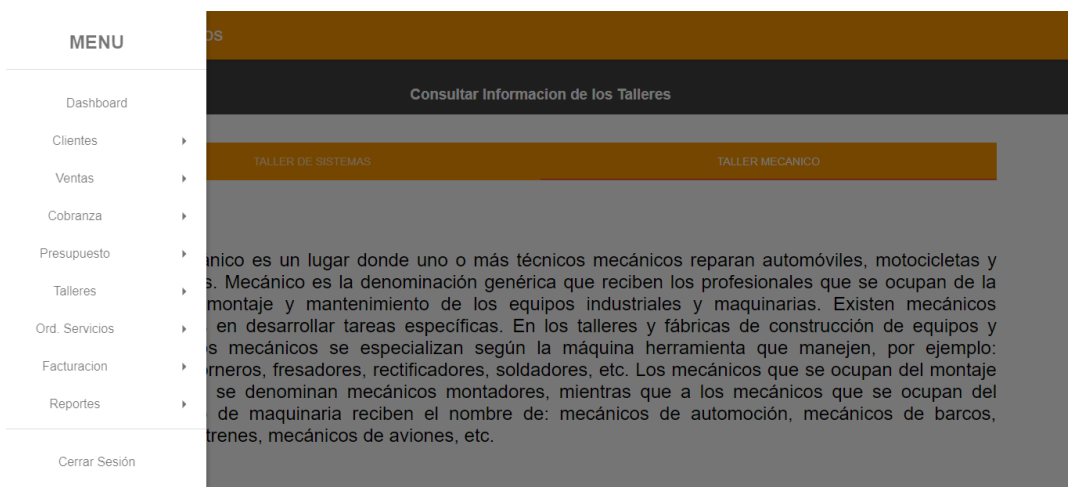 MENU
Dashboard
Clientes
Ventas
Cobranza
Presupuesto
Talleres
Ord. Servicios
Facturacion
Reportes
Cerrar Sesión
OS
Consultar Informacion de los Talleres
TALLER DE SISTEMAS
TALLER MECANICO
anico es un lugar donde uno o más técnicos mecánicos reparan automóviles, motocicletas y
s. Mecánico es la denominación genérica que reciben los profesionales que se ocupan de la
montaje y mantenimiento de los equipos industriales y maquinarias. Existen mecánicos
en desarrollar tareas específicas. En los talleres y fábricas de construcción de equipos y
s mecánicos se especializan según la máquina herramienta que manejen, por ejemplo:
rneros, fresadores, rectificadores, soldadores, etc. Los mecánicos que se ocupan del montaje
se denominan mecánicos montadores, mientras que a los mecánicos que se ocupan del
de maquinaria reciben el nombre de: mecánicos de automoción, mecánicos de barcos,
trenes, mecánicos de aviones, etc.